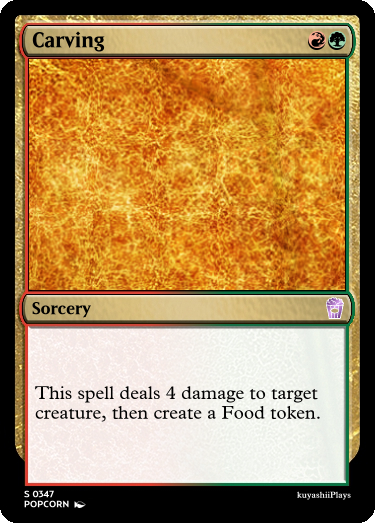 Carving
Sorcery
This spell deals 4 damage to target
creature, then create a Food token.
S 0347
POPCORN
kuyashiiPlays